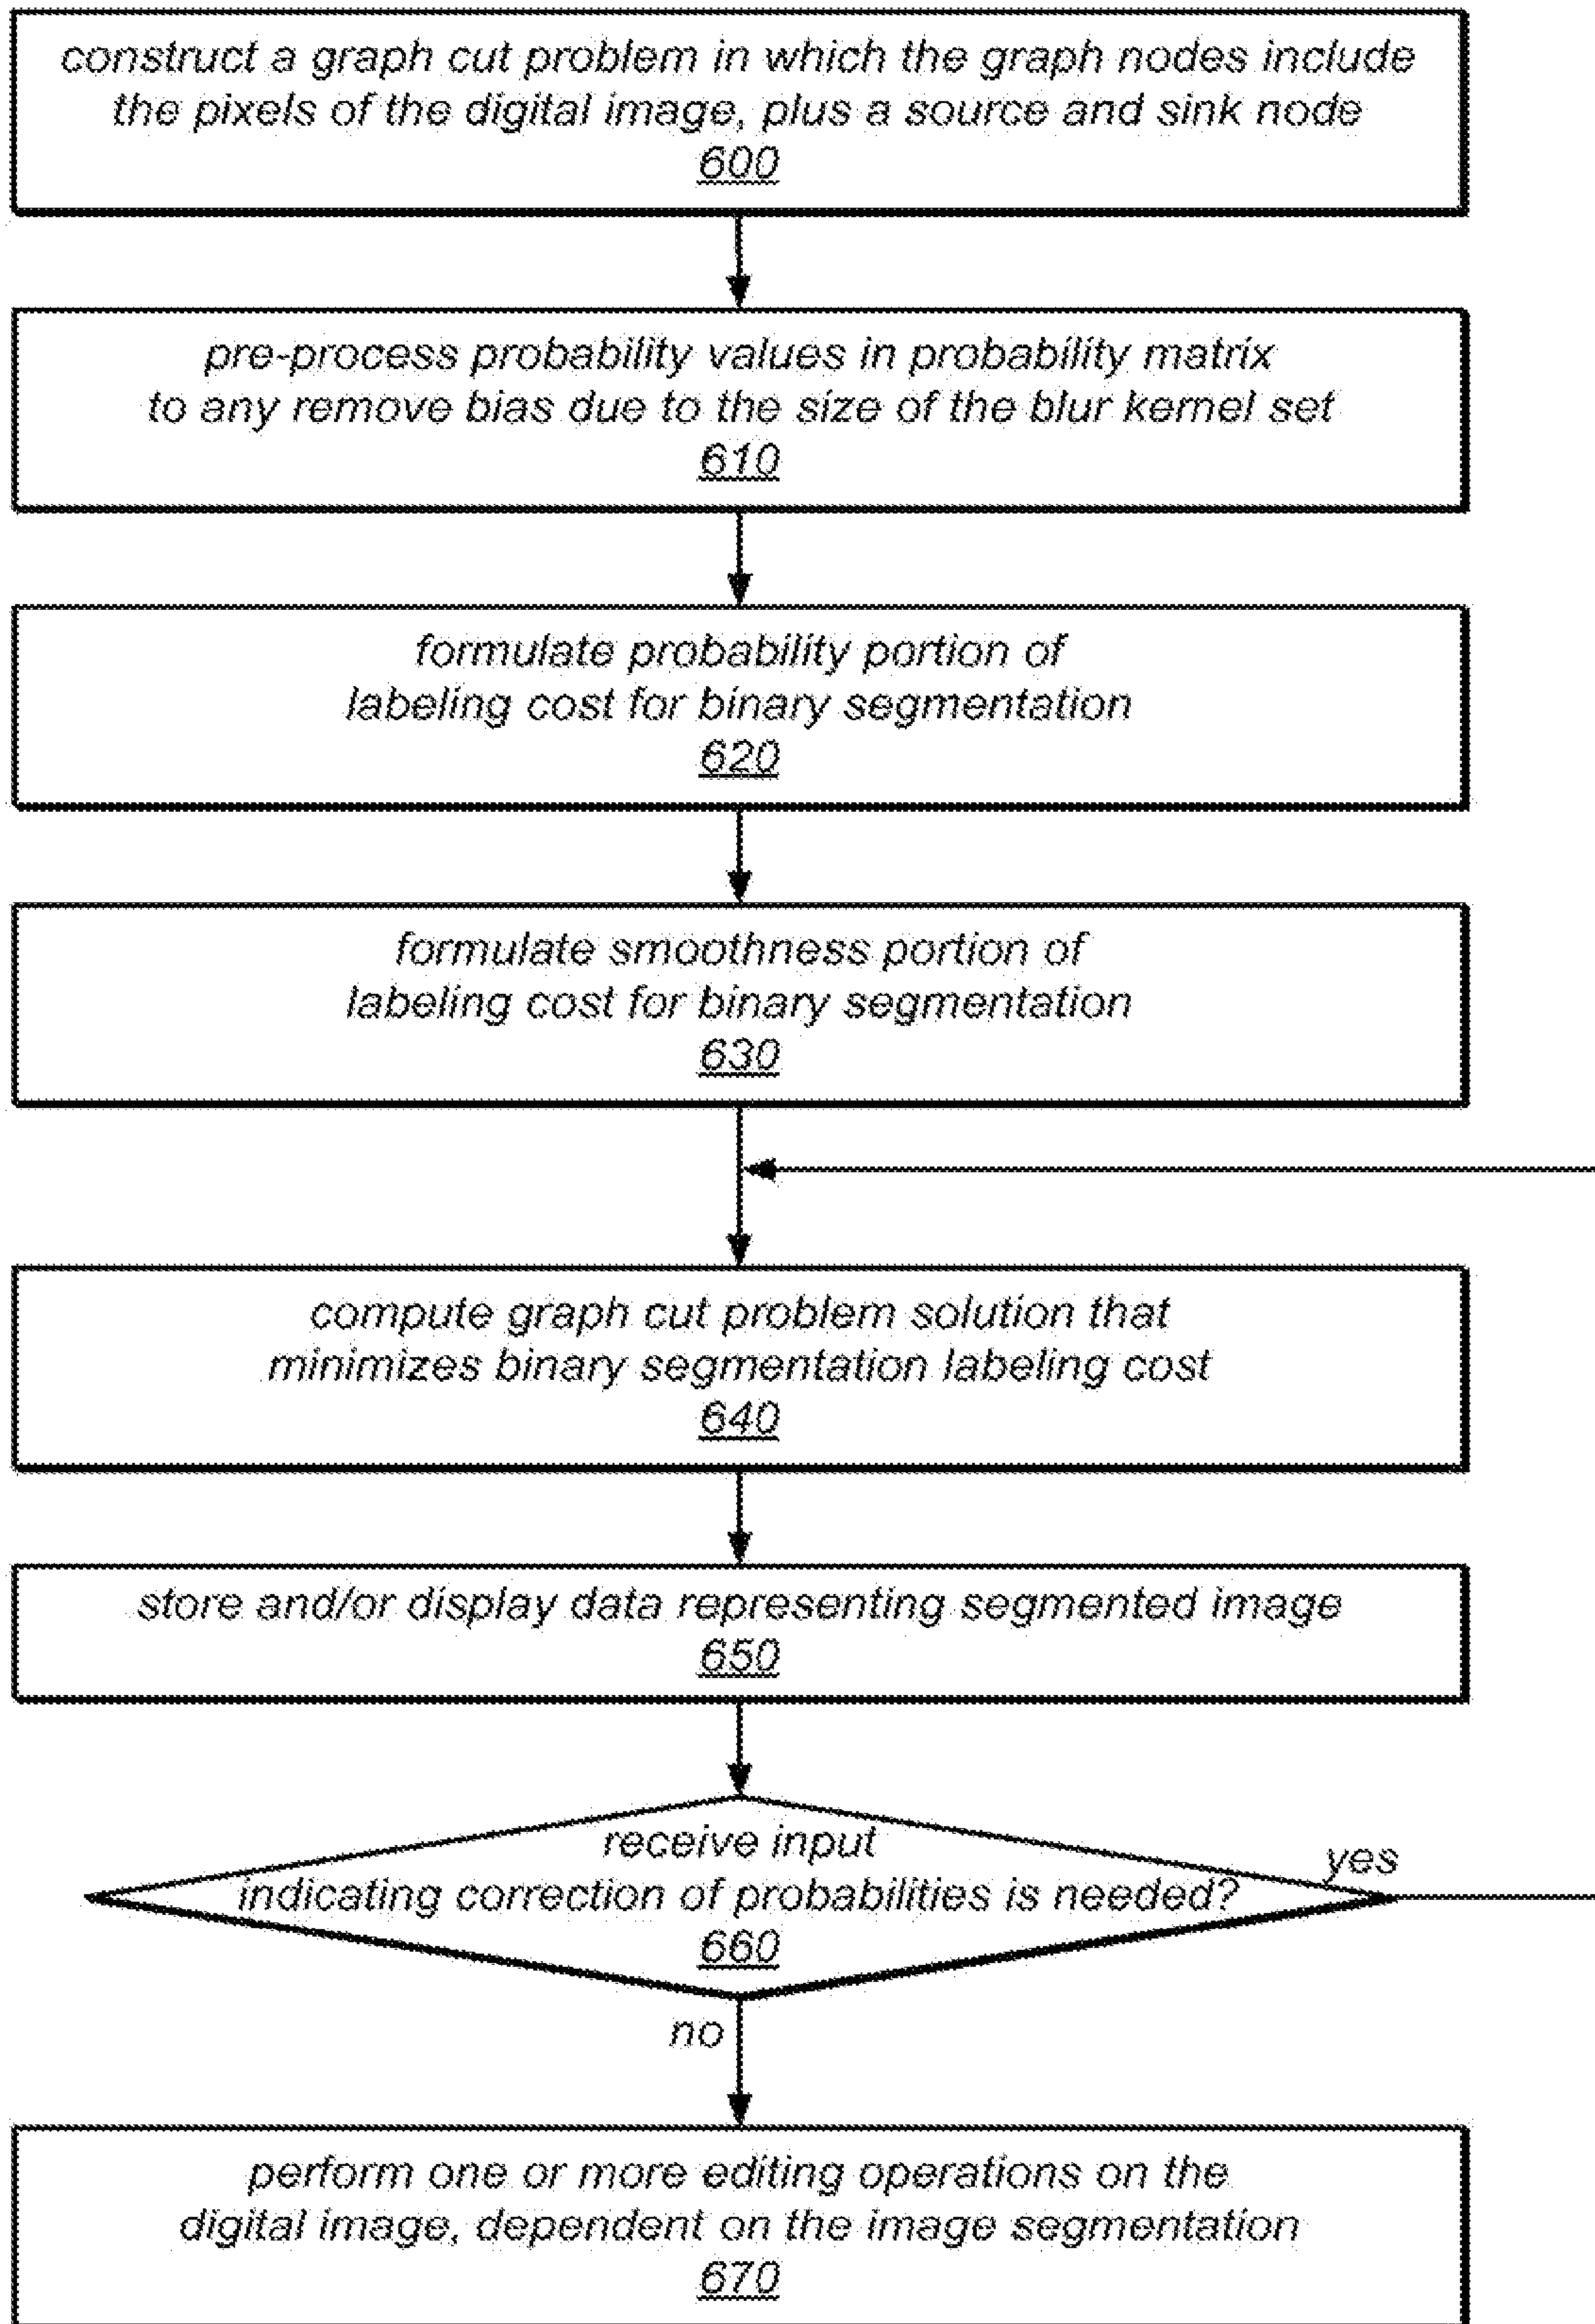 construct a graph cut problem in which the graph nodes include
the pixels of the digital image, plus a source and sink node
600
pre-process probability values in probability matrix
to any remove bias due to the size of the blur kernel set
610
formulate probability portion of
labeling cost for binary segmentation
620
formulate smoothness portion of
labeling cost for binary segmentation
630
compute graph cut problem solution that
minimizes binary segmentation labeling cost
640
store and/or display data representing segmented image
650
receive input
indicating correction of probabilities is needed?
660
yes
no
perform one or more editing operations on the
digital image, dependent on the image segmentation
670